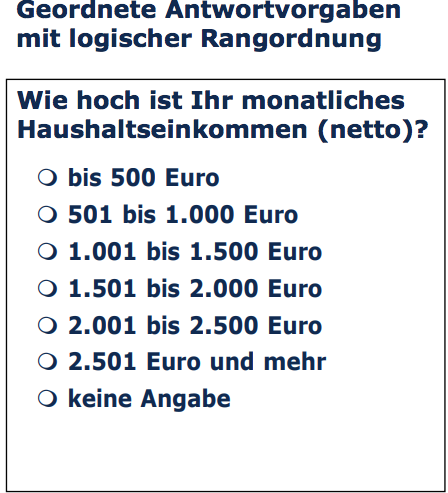 Geordnete Antwortvorgaben
mit logischer Rangordnung
Wie hoch ist Ihr monatliches
Haushaltseinkommen (netto)?
bis 500 Euro
501 bis 1.000 Euro
1.001 bis 1.500 Euro
1.501 bis 2.000 Euro
2.001 bis 2.500 Euro
2.501 Euro und mehr
keine Angabe